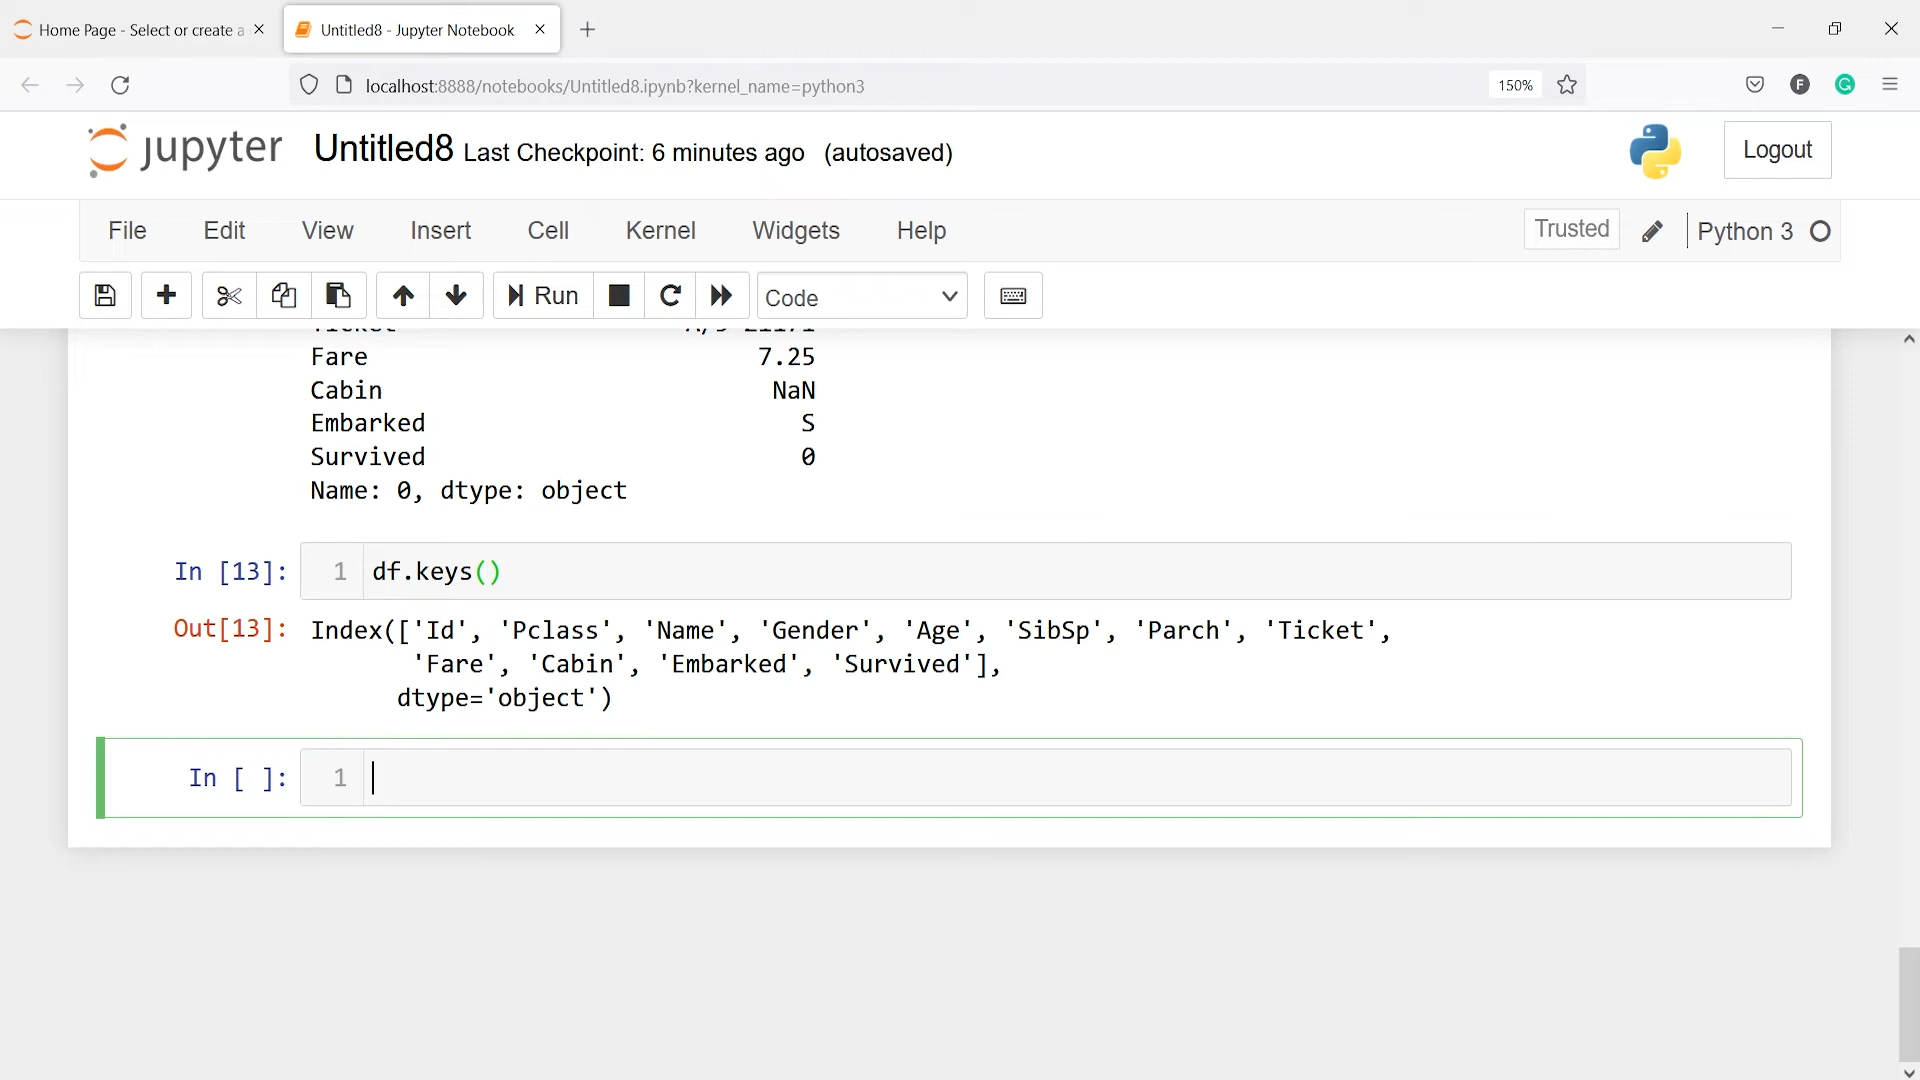 Home Page - Select or create a
Untitled8 - Jupyter Notebook
localhost:8888/notebooks/Untitled8.ipynb?kernel_name=python3
150%
F
G
jupyter Untitled8 Last Checkpoint: 6 minutes ago (autosaved)
Logout
File Edit View Insert Cell Kernel Widgets Help
Trusted
Python 3
Run
Code
Fare 7.25
Cabin NaN
Embarked S
Survived 0
Name: 0, dtype: object
In [13]: 1 df.keys()
Out[13]: Index(['Id', 'Pclass', 'Name', 'Gender', 'Age', 'SibSp', 'Parch', 'Ticket',
'Fare', 'Cabin', 'Embarked', 'Survived'],
dtype='object')
In [ ]: 1